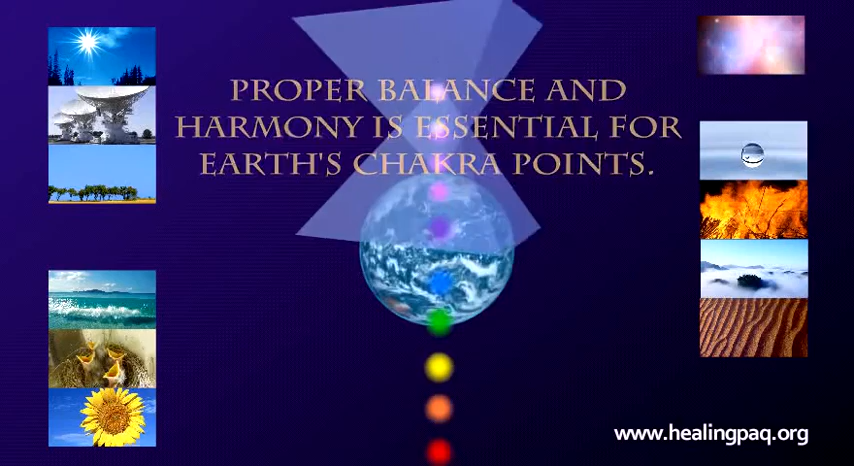 PROPER BALANCE AND
HARMONY IS ESSENTIAL FOR
EARTH'S CHAKRA POINTS.
www.healingpaq.org